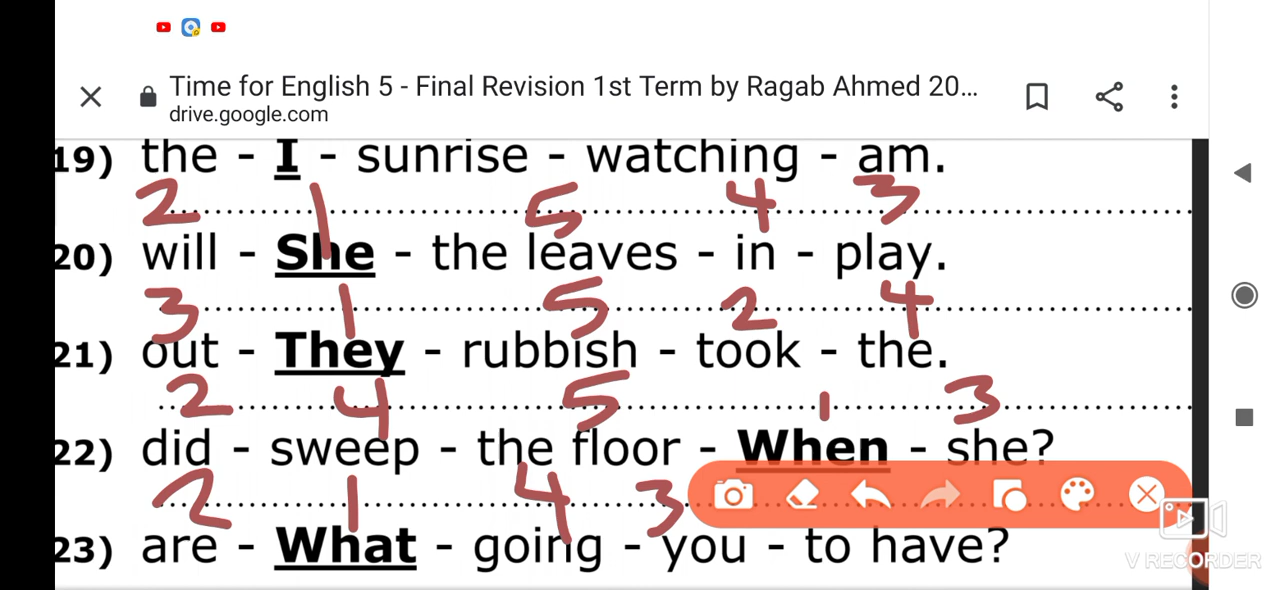 Time for English 5 - Final Revision 1st Term by Ragab Ahmed 20...
drive.google.com
19) the - I - sunrise - watching - am.
2 1 5 4 3
20) will - She - the leaves - in - play.
3 1 5 2 4
21) out - They - rubbish - took - the.
2 4 5 1 3
22) did - sweep - the floor - When - she?
2 1 4 3
23) are - What - going - you - to have?
V RECORDER